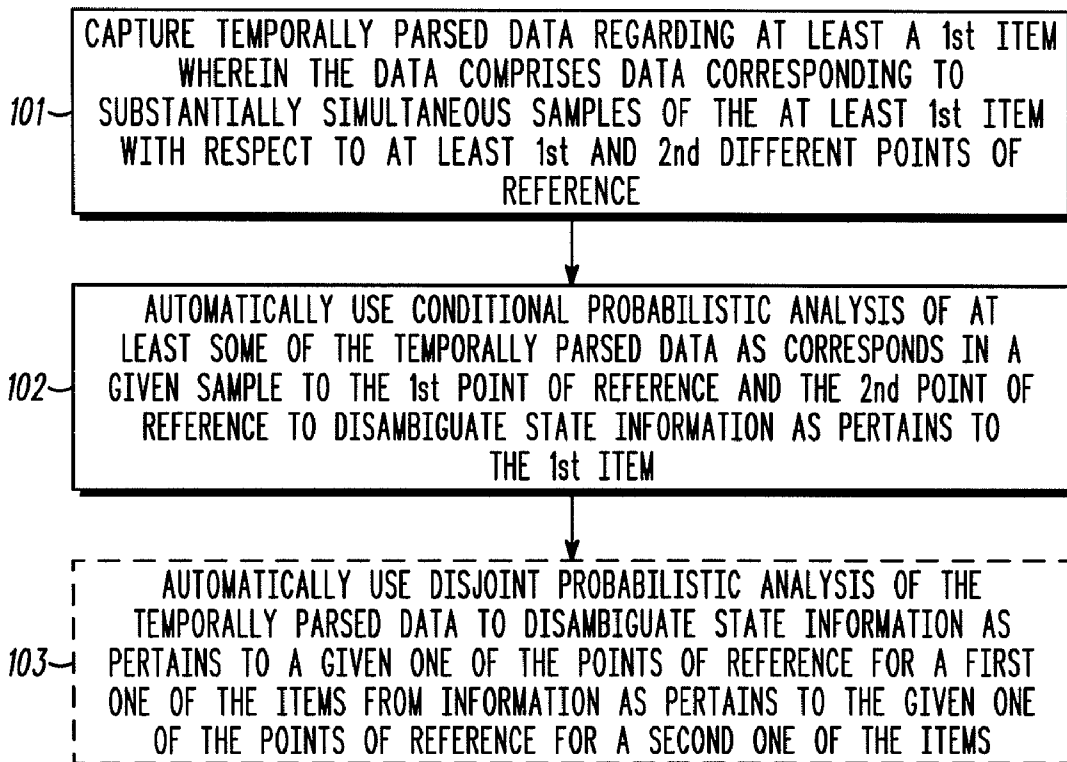 CAPTURE TEMPORALLY PARSED DATA REGARDING AT LEAST A 1st ITEM
WHEREIN THE DATA COMPRISES DATA CORRESPONDING TO
101 SUBSTANTIALLY SIMULTANEOUS SAMPLES OF THE AT LEAST 1st ITEM
WITH RESPECT TO AT LEAST 1st AND 2nd DIFFERENT POINTS OF
REFERENCE
AUTOMATICALLY USE CONDITIONAL PROBABILISTIC ANALYSIS OF AT
LEAST SOME OF THE TEMPORALLY PARSED DATA AS CORRESPONDS IN A
102 GIVEN SAMPLE TO THE 1st POINT OF REFERENCE AND THE 2nd POINT OF
REFERENCE TO DISAMBIGUATE STATE INFORMATION AS PERTAINS TO
THE 1st ITEM
AUTOMATICALLY USE DISJOINT PROBABILISTIC ANALYSIS OF THE
TEMPORALLY PARSED DATA TO DISAMBIGUATE STATE INFORMATION AS
103 PERTAINS TO A GIVEN ONE OF THE POINTS OF REFERENCE FOR A FIRST
ONE OF THE ITEMS FROM INFORMATION AS PERTAINS TO THE GIVEN ONE
OF THE POINTS OF REFERENCE FOR A SECOND ONE OF THE ITEMS